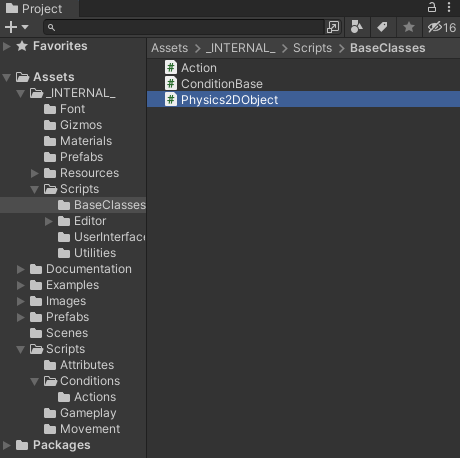 Project
16
Favorites
Assets
_INTERNAL_
Font
Gizmos
Materials
Prefabs
Resources
Scripts
BaseClasses
Editor
UserInterface
Utilities
Documentation
Examples
Images
Prefabs
Scenes
Scripts
Attributes
Conditions
Actions
Gameplay
Movement
Packages
Assets > _INTERNAL_ > Scripts > BaseClasses
# Action
# ConditionBase
# Physics2DObject